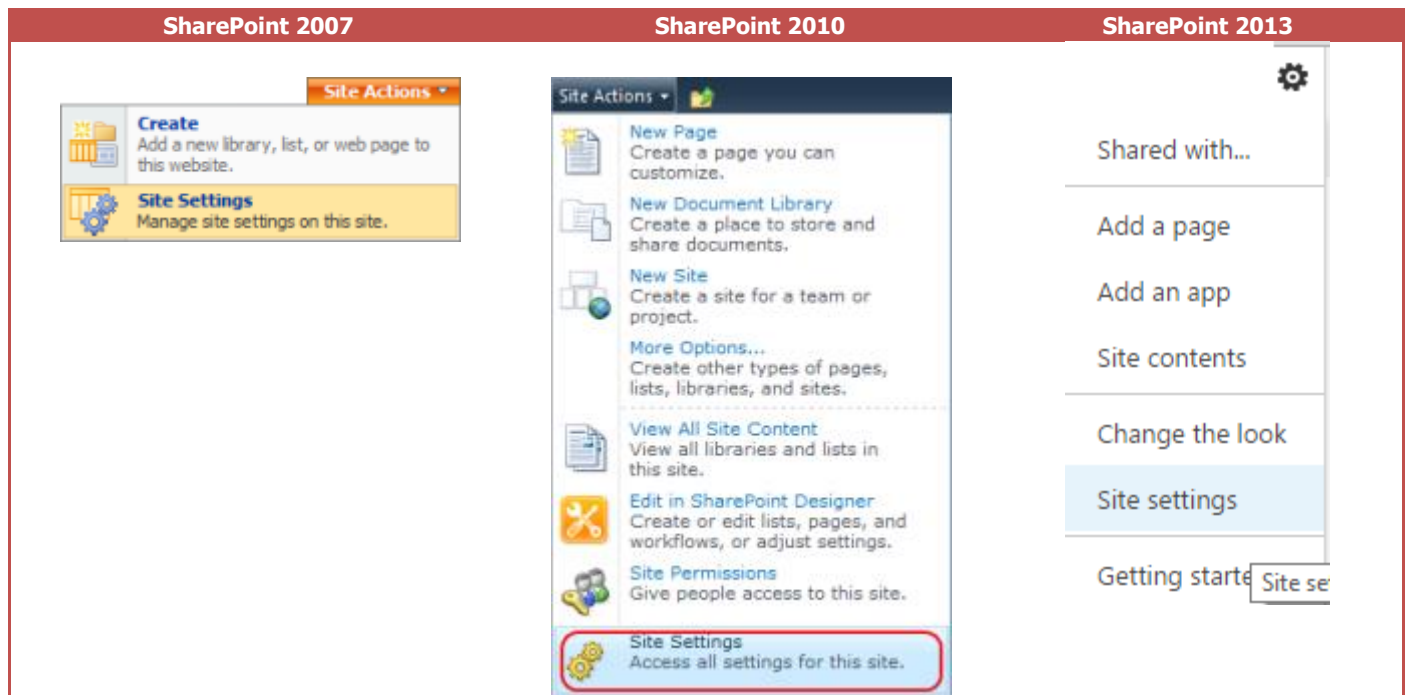 SharePoint 2007
SharePoint 2010
SharePoint 2013
Site Actions
Create
Add a new library, list, or web page to
this website.
Site Settings
Manage site settings on this site.
Site Actions
New Page
Create a page you can
customize.
New Document Library
Create a place to store and
share documents.
New Site
Create a site for a team or
project.
More Options...
Create other types of pages,
lists, libraries, and sites.
View All Site Content
View all libraries and lists in
this site.
Edit in SharePoint Designer
Create or edit lists, pages, and
workflows, or adjust settings.
Site Permissions
Give people access to this site.
Site Settings
Access all settings for this site.
Shared with...
Add a page
Add an app
Site contents
Change the look
Site settings
Getting starte
Site se